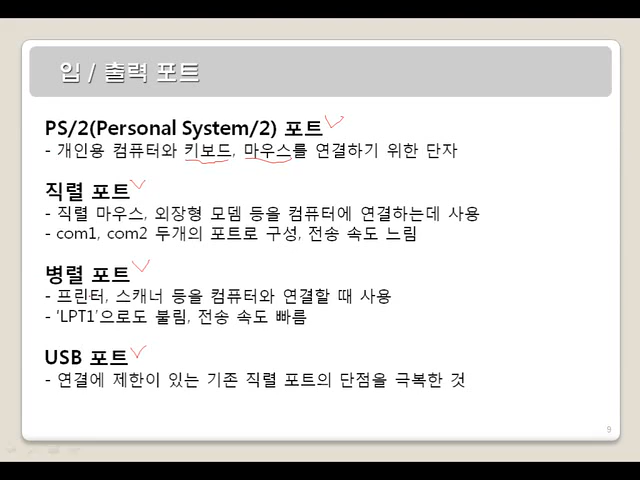 입 / 출력 포트
PS/2(Personal System/2) 포트
- 개인용 컴퓨터와 키보드, 마우스를 연결하기 위한 단자
직렬 포트
- 직렬 마우스, 외장형 모뎀 등을 컴퓨터에 연결하는데 사용
- com1, com2 두개의 포트로 구성, 전송 속도 느림
병렬 포트
- 프린터, 스캐너 등을 컴퓨터와 연결할 때 사용
- 'LPT1'으로도 불림, 전송 속도 빠름
USB 포트
- 연결에 제한이 있는 기존 직렬 포트의 단점을 극복한 것
9